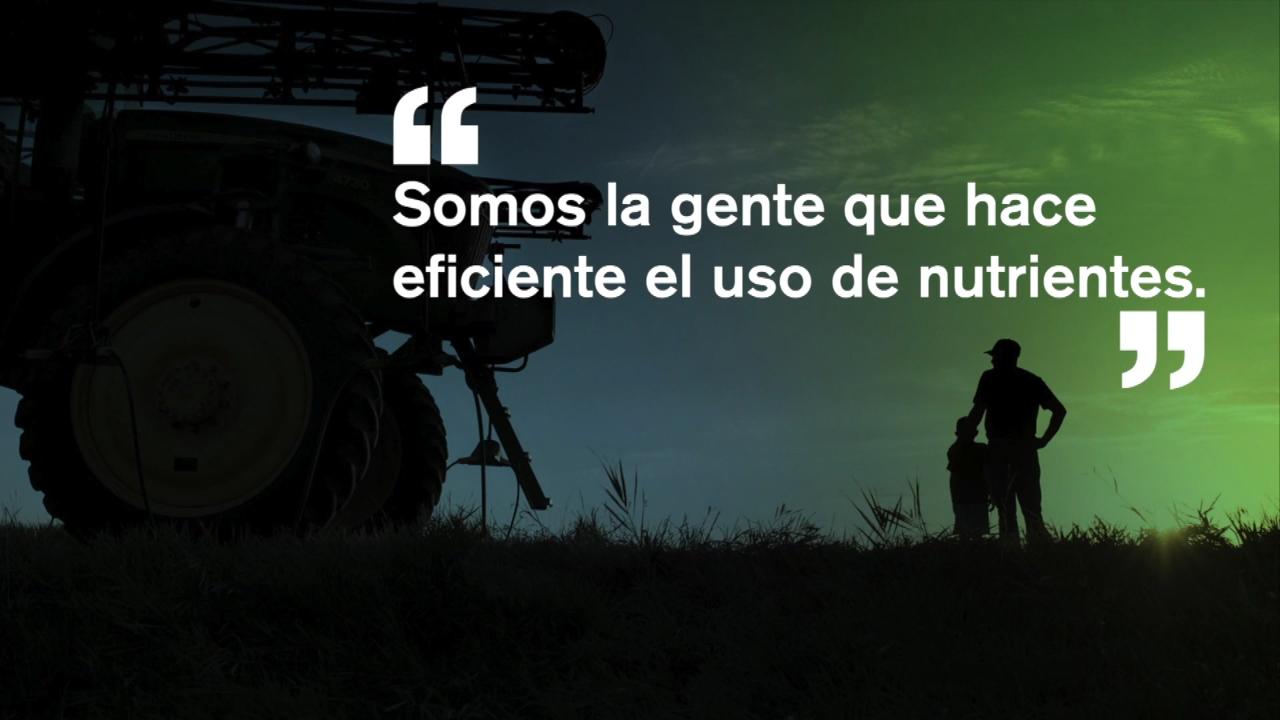 “
Somos la gente que hace
eficiente el uso de nutrientes.
”